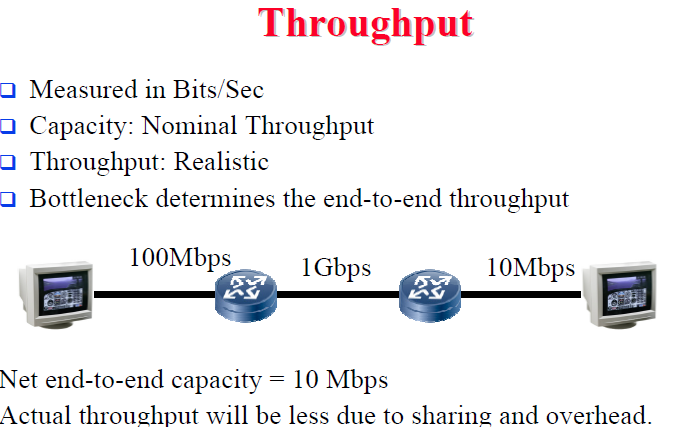 Throughput
Measured in Bits/Sec
Capacity: Nominal Throughput
Throughput: Realistic
Bottleneck determines the end-to-end throughput
100Mbps
1Gbps
10Mbps
Net end-to-end capacity = 10 Mbps
Actual throughput will be less due to sharing and overhead.